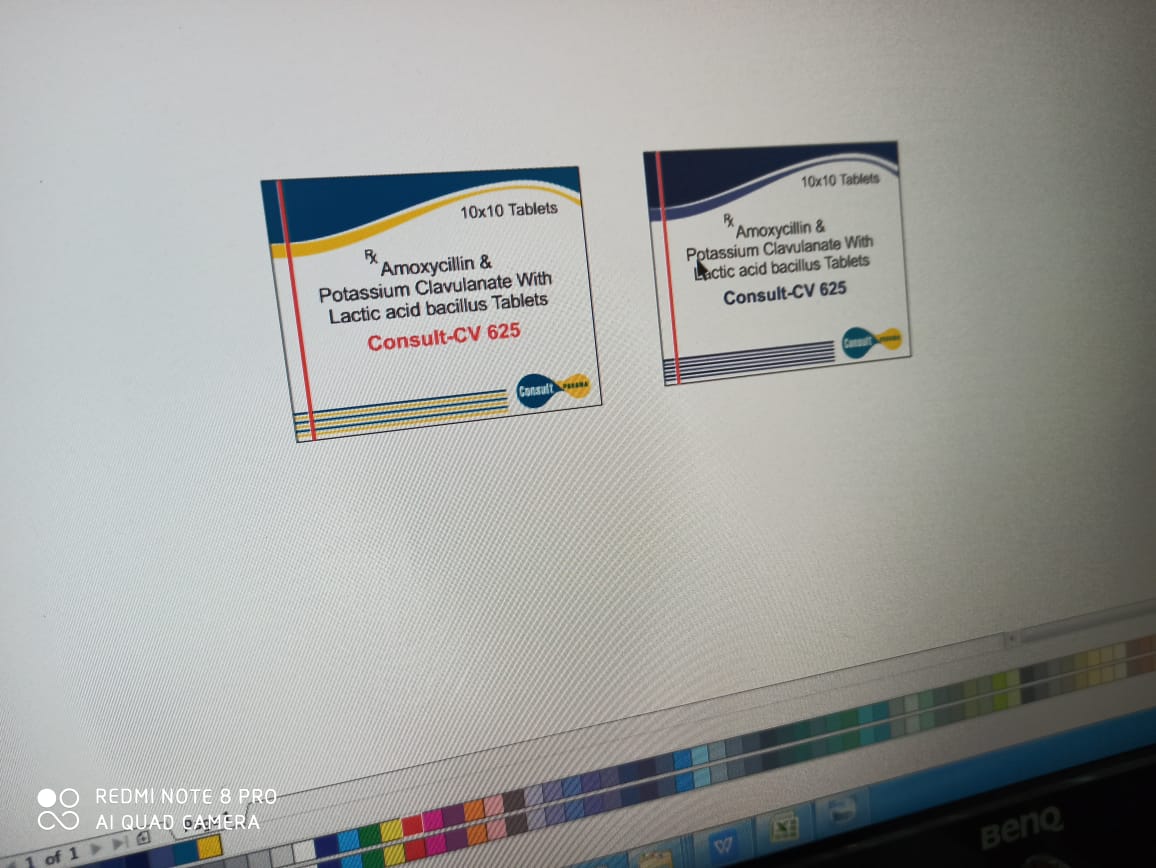 10x10 Tablets
Rx
Amoxycillin &
Potassium Clavulanate With
Lactic acid bacillus Tablets
Consult-CV 625
Consult
PHARMA
10x10 Tablets
Rx
Amoxycillin &
Potassium Clavulanate With
Lactic acid bacillus Tablets
Consult-CV 625
Consult
REDMI NOTE 8 PRO
AI QUAD CAMERA
1 of 1
W
BenQ